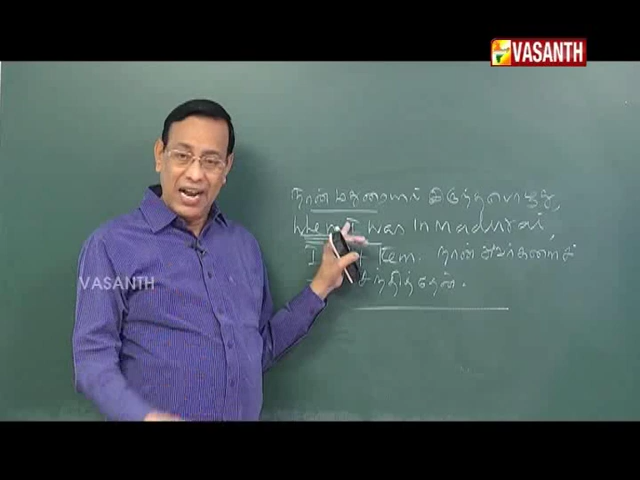 VASANTH
நான் மதுரையில் இருந்தபொழுது,
When I was in Madurai,
I them. நான் அவர்களைச்
சந்தித்தேன்.
VASANTH